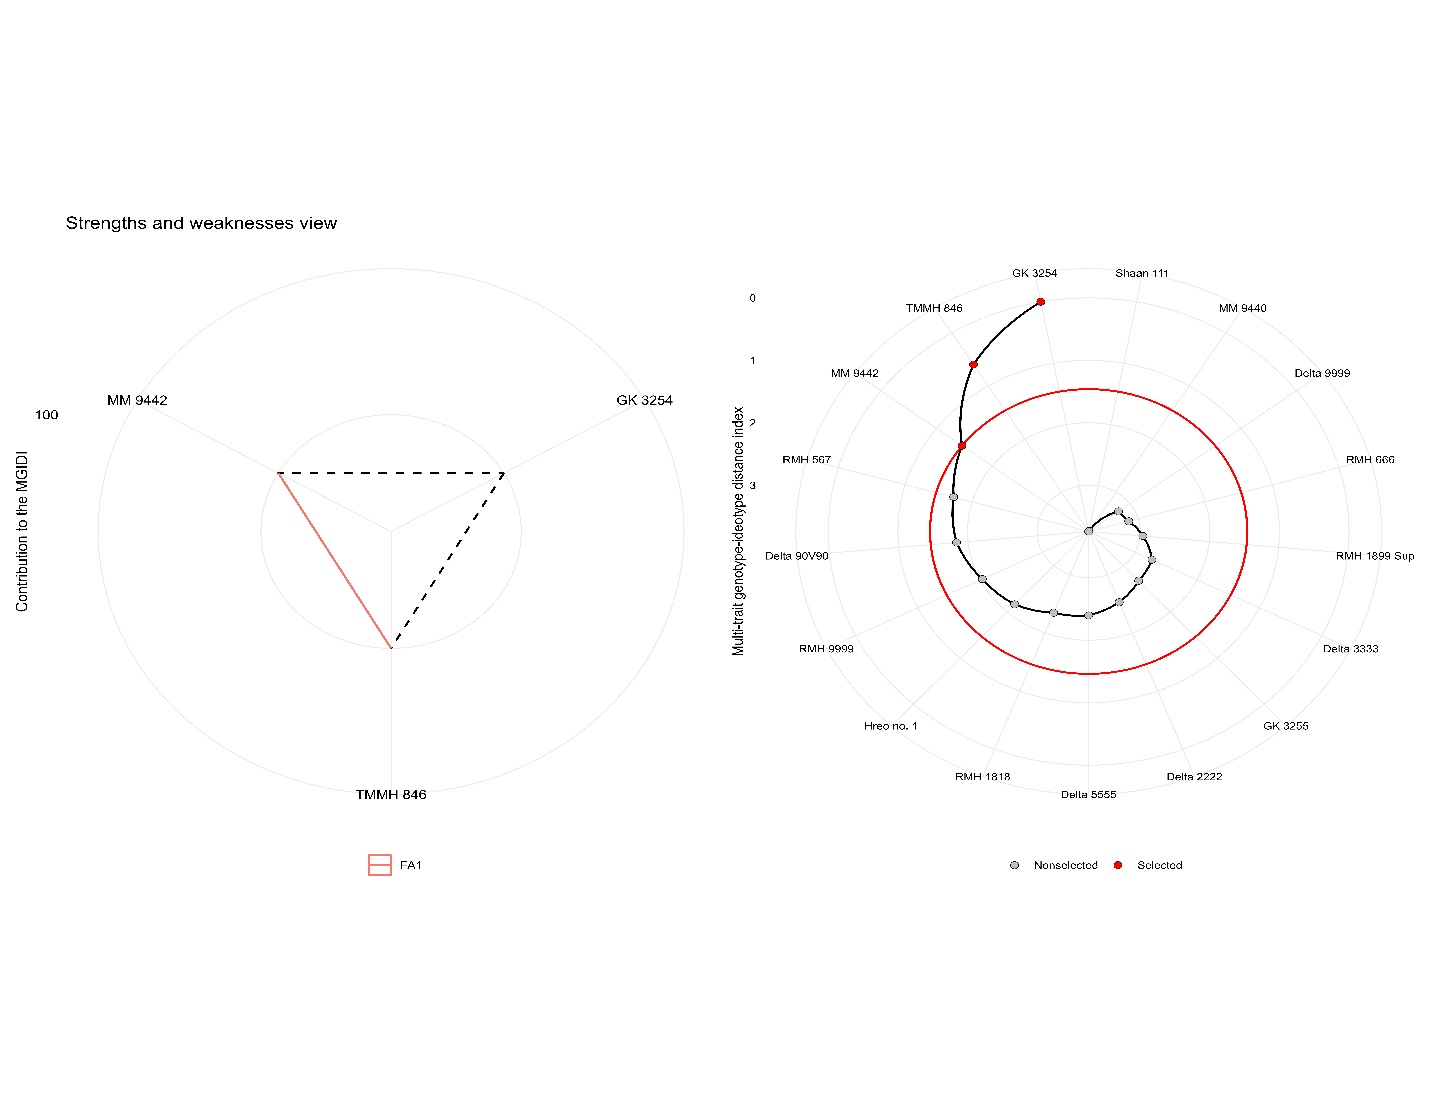 Strengths and weaknesses view
Contribution to the MGIDI
100
MM 9442
GK 3254
TMMH 846
FA1
Multi-trait genotype-ideotype distance index
0
1
2
3
GK 3254
Shaan 111
TMMH 846
MM 9440
MM 9442
Delta 9999
RMH 567
RMH 666
Delta 90V90
RMH 1899 Sup
RMH 9999
Delta 3333
Hreo no. 1
GK 3255
RMH 1818
Delta 2222
Delta 5555
Nonselected
Selected